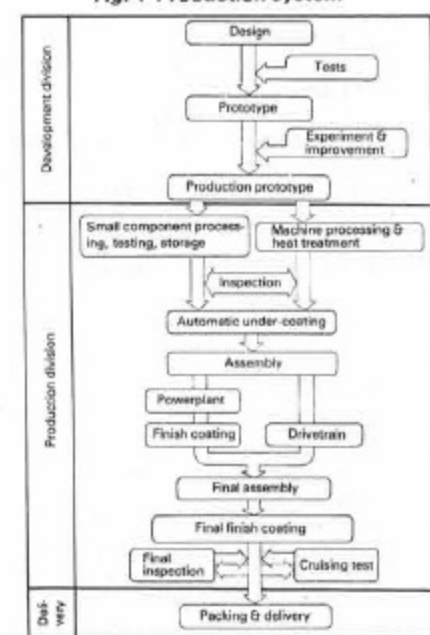 Fig. 1 Production system
Development division
Design
Tests
Prototype
Experiment &
improvement
Production prototype
Production division
Small component process-
ing, testing, storage
Machine processing &
heat treatment
Inspection
Automatic under-coating
Assembly
Powerplant
Finish coating
Drivetrain
Final assembly
Final finish coating
Final
inspection
Cruising test
Deli-
very
Packing & delivery